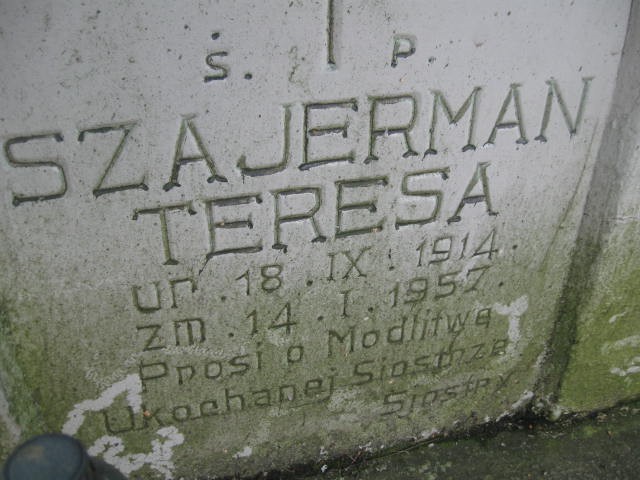 Ś. P.
SZAJERMAN
TERESA
ur. 18. IX. 1914.
zm. 14. I. 1957.
Prosi o Modlitwę
Ukochanej Siostrze
Siostry